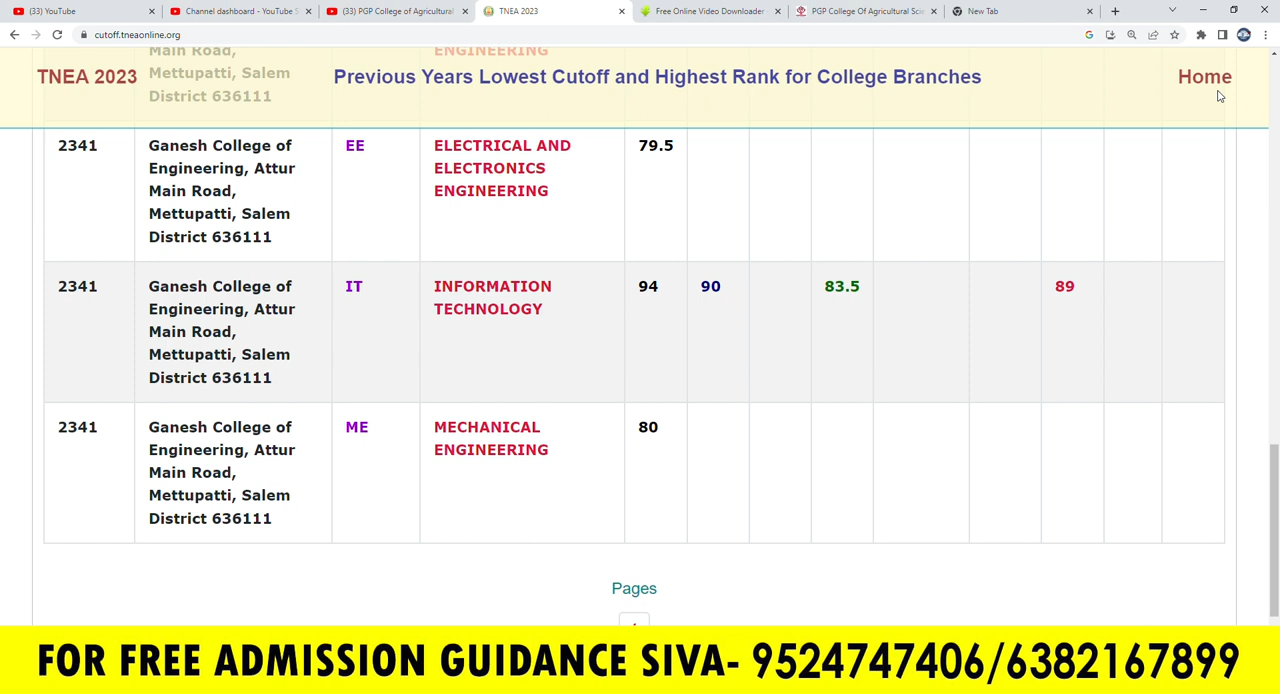 (33) YouTube
Channel dashboard - YouTube S
(33) PGP College of Agricultural
TNEA 2023
Free Online Video Downloader -
PGP College Of Agricultural Scie
New Tab
cutoff.tneaonline.org
TNEA 2023 Previous Years Lowest Cutoff and Highest Rank for College Branches Home
Main Road, ENGINEERING
Mettupatti, Salem
District 636111
2341 Ganesh College of EE ELECTRICAL AND 79.5
Engineering, Attur ELECTRONICS
Main Road, ENGINEERING
Mettupatti, Salem
District 636111
2341 Ganesh College of IT INFORMATION 94 90 83.5 89
Engineering, Attur TECHNOLOGY
Main Road,
Mettupatti, Salem
District 636111
2341 Ganesh College of ME MECHANICAL 80
Engineering, Attur ENGINEERING
Main Road,
Mettupatti, Salem
District 636111
Pages
FOR FREE ADMISSION GUIDANCE SIVA- 9524747406/6382167899